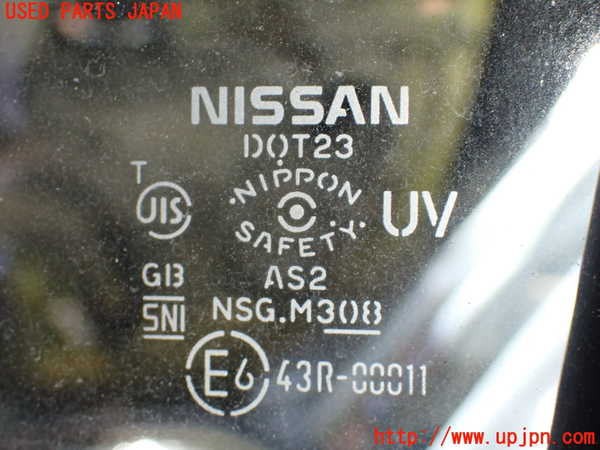 USED PARTS JAPAN
NISSAN
DOT23
T
JIS
NIPPON
SAFETY
UV
G13
SNI
AS2
NSG.M308
E6 43R-00011
http://www.upjpn.com